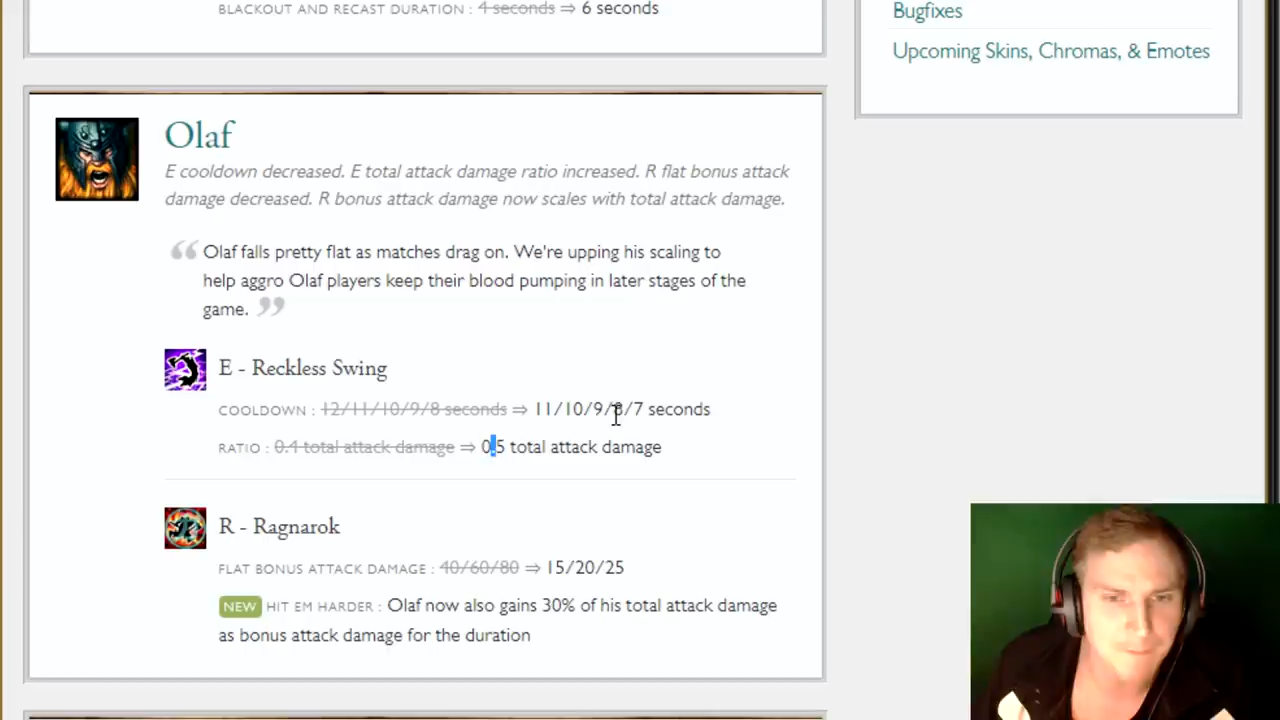 BLACKOUT AND RECAST DURATION : 4 seconds ⇒ 6 seconds
Bugfixes
Upcoming Skins, Chromas, & Emotes
Olaf
E cooldown decreased. E total attack damage ratio increased. R flat bonus attack
damage decreased. R bonus attack damage now scales with total attack damage.
“ Olaf falls pretty flat as matches drag on. We're upping his scaling to
help aggro Olaf players keep their blood pumping in later stages of the
game. ”
E - Reckless Swing
COOLDOWN : 12/11/10/9/8 seconds ⇒ 11/10/9/8/7 seconds
RATIO : 0.4 total attack damage ⇒ 0.5 total attack damage
R - Ragnarok
FLAT BONUS ATTACK DAMAGE : 40/60/80 ⇒ 15/20/25
NEW HIT EM HARDER : Olaf now also gains 30% of his total attack damage
as bonus attack damage for the duration